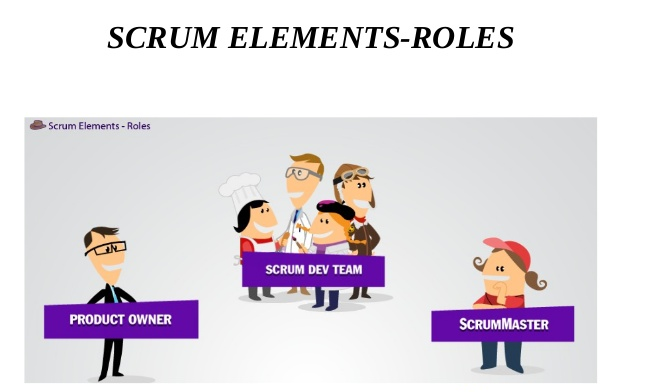 SCRUM ELEMENTS-ROLES
Scrum Elements - Roles
SCRUM DEV TEAM
PRODUCT OWNER
SCRUMMASTER